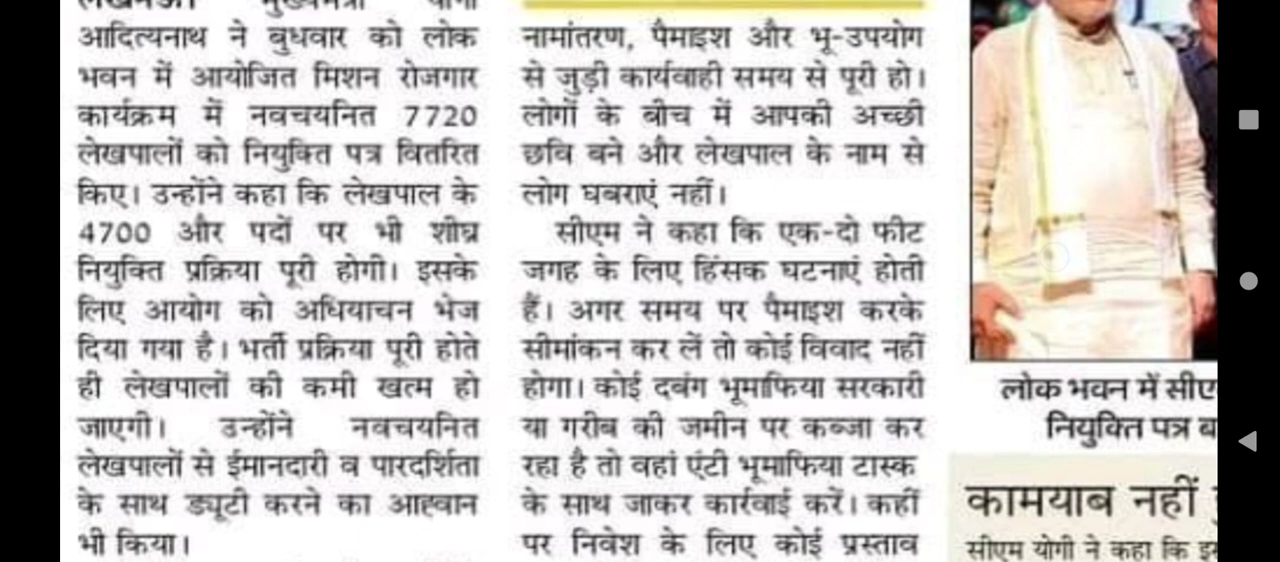 आदित्यनाथ ने बुधवार को लोक
भवन में आयोजित मिशन रोजगार
कार्यक्रम में नवचयनित 7720
लेखपालों को नियुक्ति पत्र वितरित
किए। उन्होंने कहा कि लेखपाल के
4700 और पदों पर भी शीघ्र
नियुक्ति प्रक्रिया पूरी होगी। इसके
लिए आयोग को अधियाचन भेज
दिया गया है। भर्ती प्रक्रिया पूरी होते
ही लेखपालों की कमी खत्म हो
जाएगी। उन्होंने नवचयनित
लेखपालों से ईमानदारी व पारदर्शिता
के साथ ड्यूटी करने का आह्वान
भी किया।
नामांतरण, पैमाइश और भू-उपयोग
से जुड़ी कार्यवाही समय से पूरी हो।
लोगों के बीच में आपकी अच्छी
छवि बने और लेखपाल के नाम से
लोग घबराएं नहीं।
सीएम ने कहा कि एक-दो फीट
जगह के लिए हिंसक घटनाएं होती
हैं। अगर समय पर पैमाइश करके
सीमांकन कर लें तो कोई विवाद नहीं
होगा। कोई दबंग भूमाफिया सरकारी
या गरीब की जमीन पर कब्जा कर
रहा है तो वहां एंटी भूमाफिया टास्क
के साथ जाकर कार्रवाई करें। कहीं
पर निवेश के लिए कोई प्रस्ताव
लोक भवन में सीए
नियुक्ति पत्र ब
कामयाब नहीं
सीएम योगी ने कहा कि इ